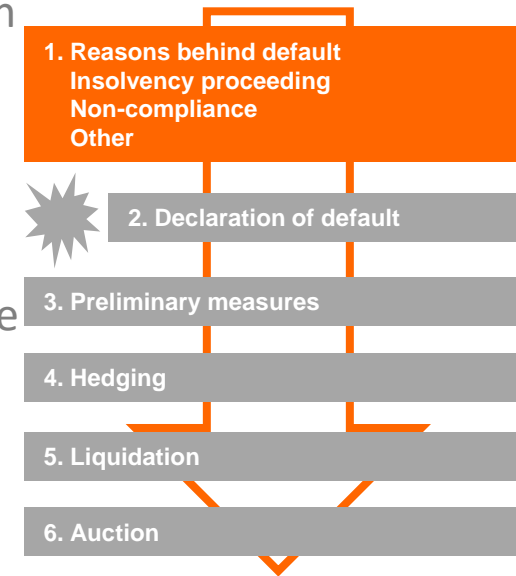 1. Reasons behind default
Insolvency proceeding
Non-compliance
Other
2. Declaration of default
3. Preliminary measures
4. Hedging
5. Liquidation
6. Auction